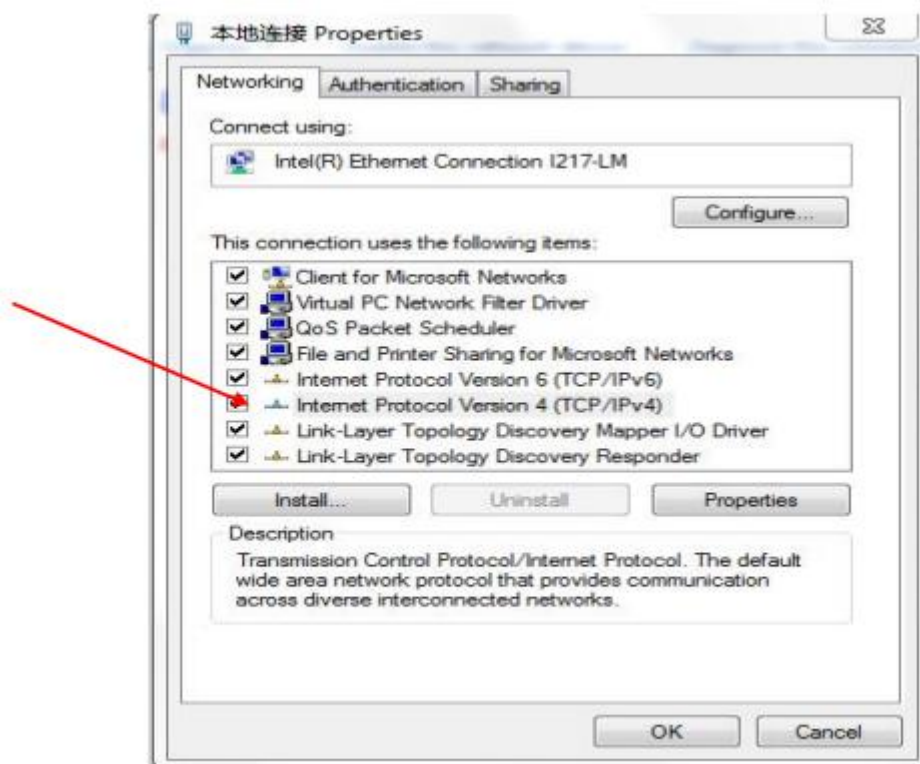 本地连接 Properties
Networking Authentication Sharing
Connect using:
Intel(R) Ethernet Connection I217-LM
Configure...
This connection uses the following items:
Client for Microsoft Networks
Virtual PC Network Filter Driver
QoS Packet Scheduler
File and Printer Sharing for Microsoft Networks
Internet Protocol Version 6 (TCP/IPv6)
Internet Protocol Version 4 (TCP/IPv4)
Link-Layer Topology Discovery Mapper I/O Driver
Link-Layer Topology Discovery Responder
Install... Uninstall Properties
Description
Transmission Control Protocol/Internet Protocol. The default
wide area network protocol that provides communication
across diverse interconnected networks.
OK Cancel